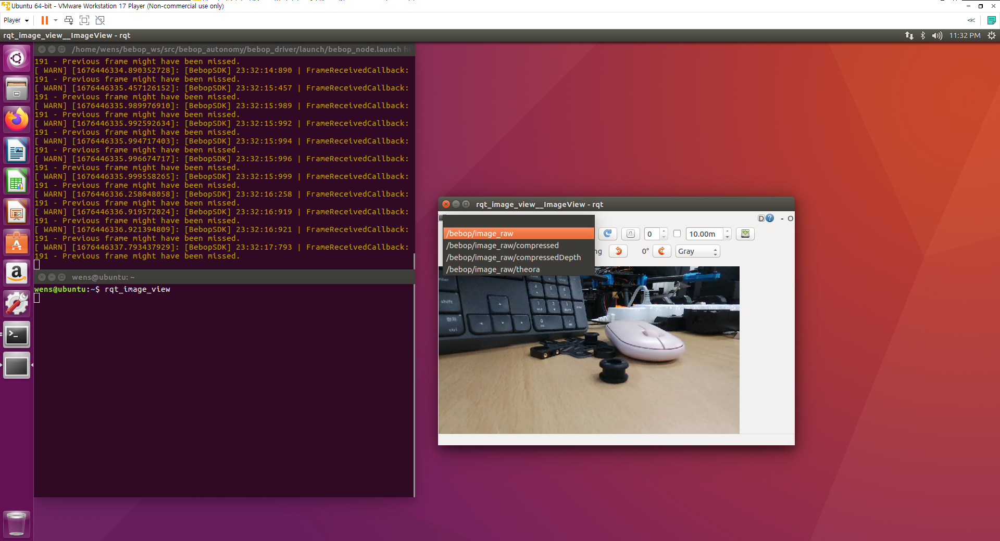 Ubuntu 64-bit - VMware Workstation 17 Player (Non-commercial use only)
Player
rqt_image_view__ImageView - rqt
11:32 PM
/home/wens/bebop_ws/src/bebop_autonomy/bebop_driver/launch/bebop_node.launch
191 - Previous frame might have been missed.
[ WARN] [1676446334.890352728]: [BebopSDK] 23:32:14:890 | FrameReceivedCallback:
191 - Previous frame might have been missed.
[ WARN] [1676446335.457126152]: [BebopSDK] 23:32:15:457 | FrameReceivedCallback:
191 - Previous frame might have been missed.
[ WARN] [1676446335.989976910]: [BebopSDK] 23:32:15:989 | FrameReceivedCallback:
191 - Previous frame might have been missed.
[ WARN] [1676446335.992592634]: [BebopSDK] 23:32:15:992 | FrameReceivedCallback:
191 - Previous frame might have been missed.
[ WARN] [1676446335.994717403]: [BebopSDK] 23:32:15:994 | FrameReceivedCallback:
191 - Previous frame might have been missed.
[ WARN] [1676446335.996674717]: [BebopSDK] 23:32:15:996 | FrameReceivedCallback:
191 - Previous frame might have been missed.
[ WARN] [1676446335.999558265]: [BebopSDK] 23:32:15:999 | FrameReceivedCallback:
191 - Previous frame might have been missed.
[ WARN] [1676446336.258048058]: [BebopSDK] 23:32:16:258 | FrameReceivedCallback:
191 - Previous frame might have been missed.
[ WARN] [1676446336.919572024]: [BebopSDK] 23:32:16:919 | FrameReceivedCallback:
191 - Previous frame might have been missed.
[ WARN] [1676446336.921394809]: [BebopSDK] 23:32:16:921 | FrameReceivedCallback:
191 - Previous frame might have been missed.
[ WARN] [1676446337.793437929]: [BebopSDK] 23:32:17:793 | FrameReceivedCallback:
191 - Previous frame might have been missed.
wens@ubuntu: ~
wens@ubuntu:~$ rqt_image_view
rqt_image_view__ImageView - rqt
D ? - O
/bebop/image_raw
/bebop/image_raw/compressed
/bebop/image_raw/compressedDepth
/bebop/image_raw/theora
0
10.00m
ng
0°
Gray
shift
한자
ctrl